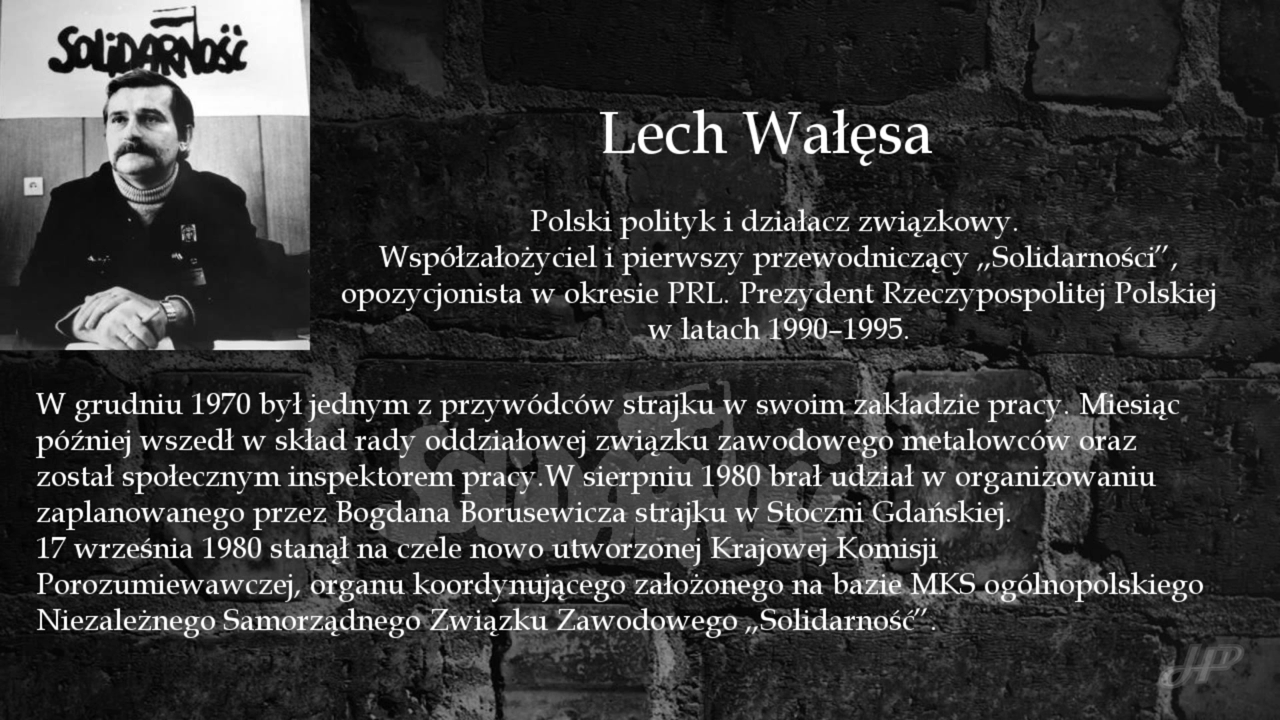 SOLIDARNOŚĆ
Lech Wałęsa
Polski polityk i działacz związkowy.
Współzałożyciel i pierwszy przewodniczący „Solidarności”,
opozycjonista w okresie PRL. Prezydent Rzeczypospolitej Polskiej
w latach 1990–1995.
W grudniu 1970 był jednym z przywódców strajku w swoim zakładzie pracy. Miesiąc
później wszedł w skład rady oddziałowej związku zawodowego metalowców oraz
został społecznym inspektorem pracy.W sierpniu 1980 brał udział w organizowaniu
zaplanowanego przez Bogdana Borusewicza strajku w Stoczni Gdańskiej.
17 września 1980 stanął na czele nowo utworzonej Krajowej Komisji
Porozumiewawczej, organu koordynującego założonego na bazie MKS ogólnopolskiego
Niezależnego Samorządnego Związku Zawodowego „Solidarność”.
HP